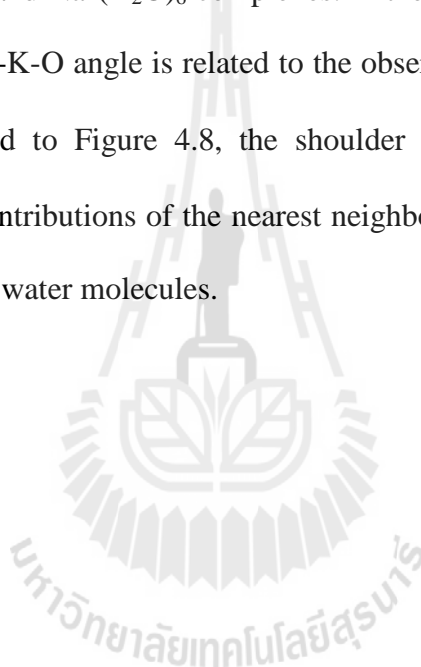 -K-O angle is related to the
d to Figure 4.8, the shoulder
ntributions of the nearest
water molecules.
มหาวิทยาลัยเทคโนโลยีสุรนารี